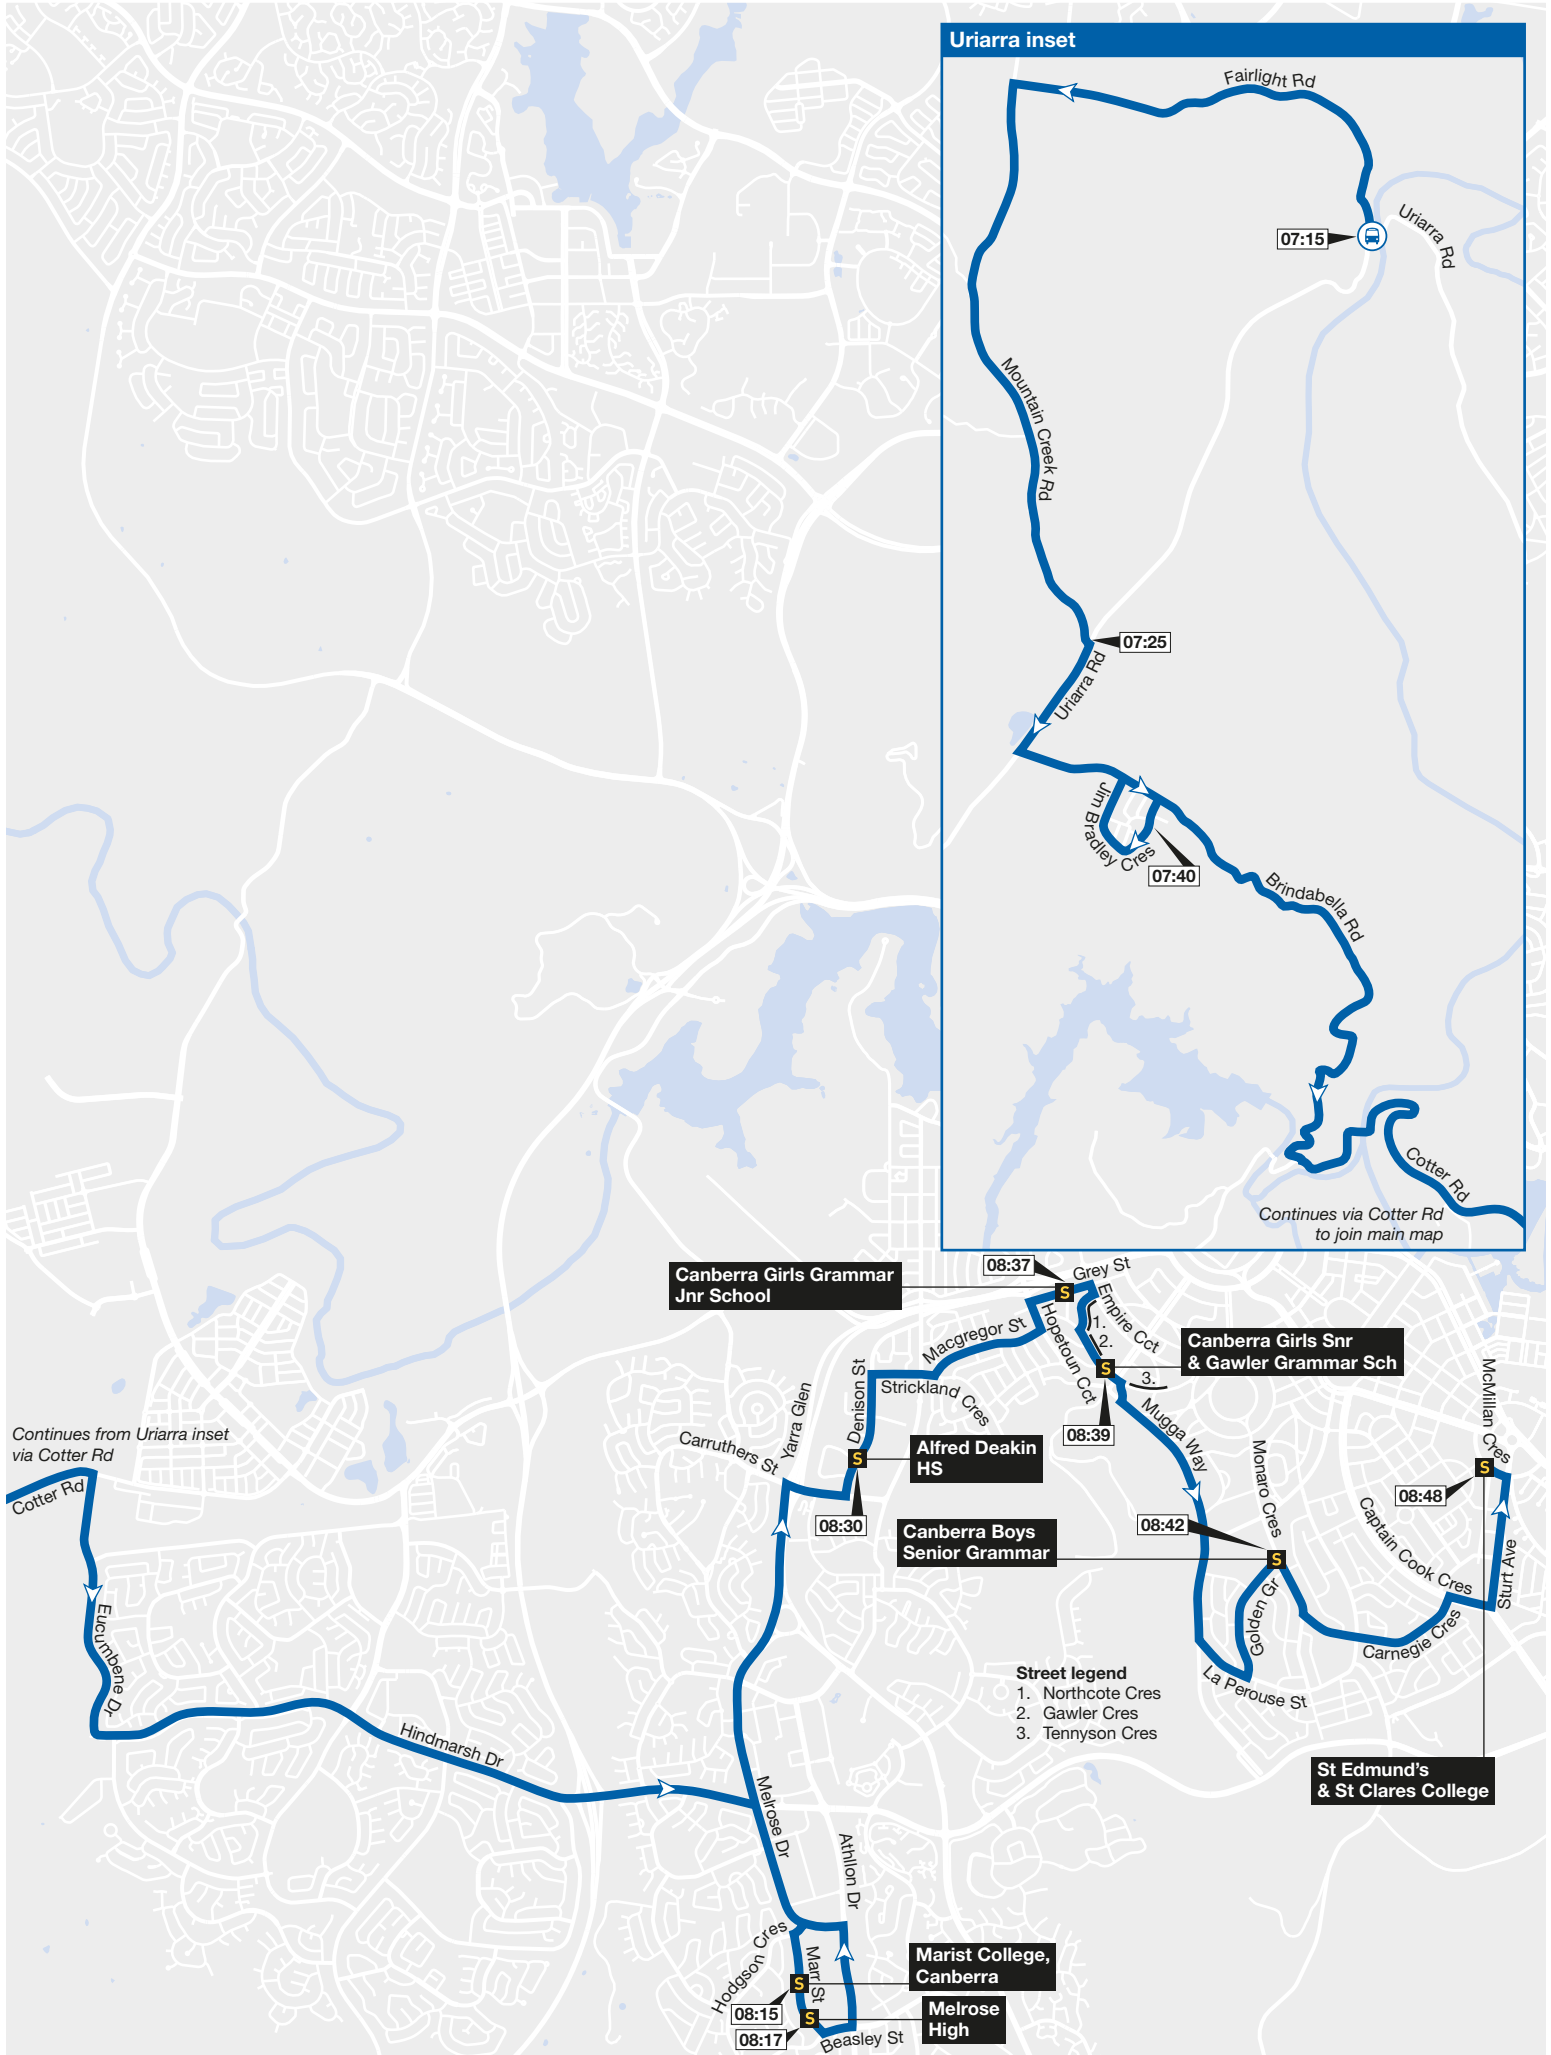 Uriarra inset
Fairlight Rd
Uriarra Rd
07:15
Mountain Creek Rd
07:25
Uriarra Rd
Jim Bradley Cres
07:40
Brindabella Rd
Cotter Rd
Continues via Cotter Rd
to join main map
Canberra Girls Grammar
Jnr School
08:37
Grey St
Empire Cct
1.
2.
3.
Hopetoun Cct
Macgregor St
Canberra Girls Snr
& Gawler Grammar Sch
S
S
08:39
Denison St
Strickland Cres
Yarra Glen
Carruthers St
S
Alfred Deakin
HS
08:30
Mugga Way
Monaro Cres
McMillan Cres
S
08:48
Continues from Uriarra inset
via Cotter Rd
Cotter Rd
Eucumbene Dr
Canberra Boys
Senior Grammar
08:42
S
Captain Cook Cres
Sturt Ave
Golden Gr
Carnegie Cres
La Perouse St
Street legend
1. Northcote Cres
2. Gawler Cres
3. Tennyson Cres
Hindmarsh Dr
St Edmund's
& St Clares College
Melrose Dr
Athllon Dr
Hodgson Cres
Marr St
S
Marist College,
Canberra
08:15
S
Melrose
High
08:17
Beasley St